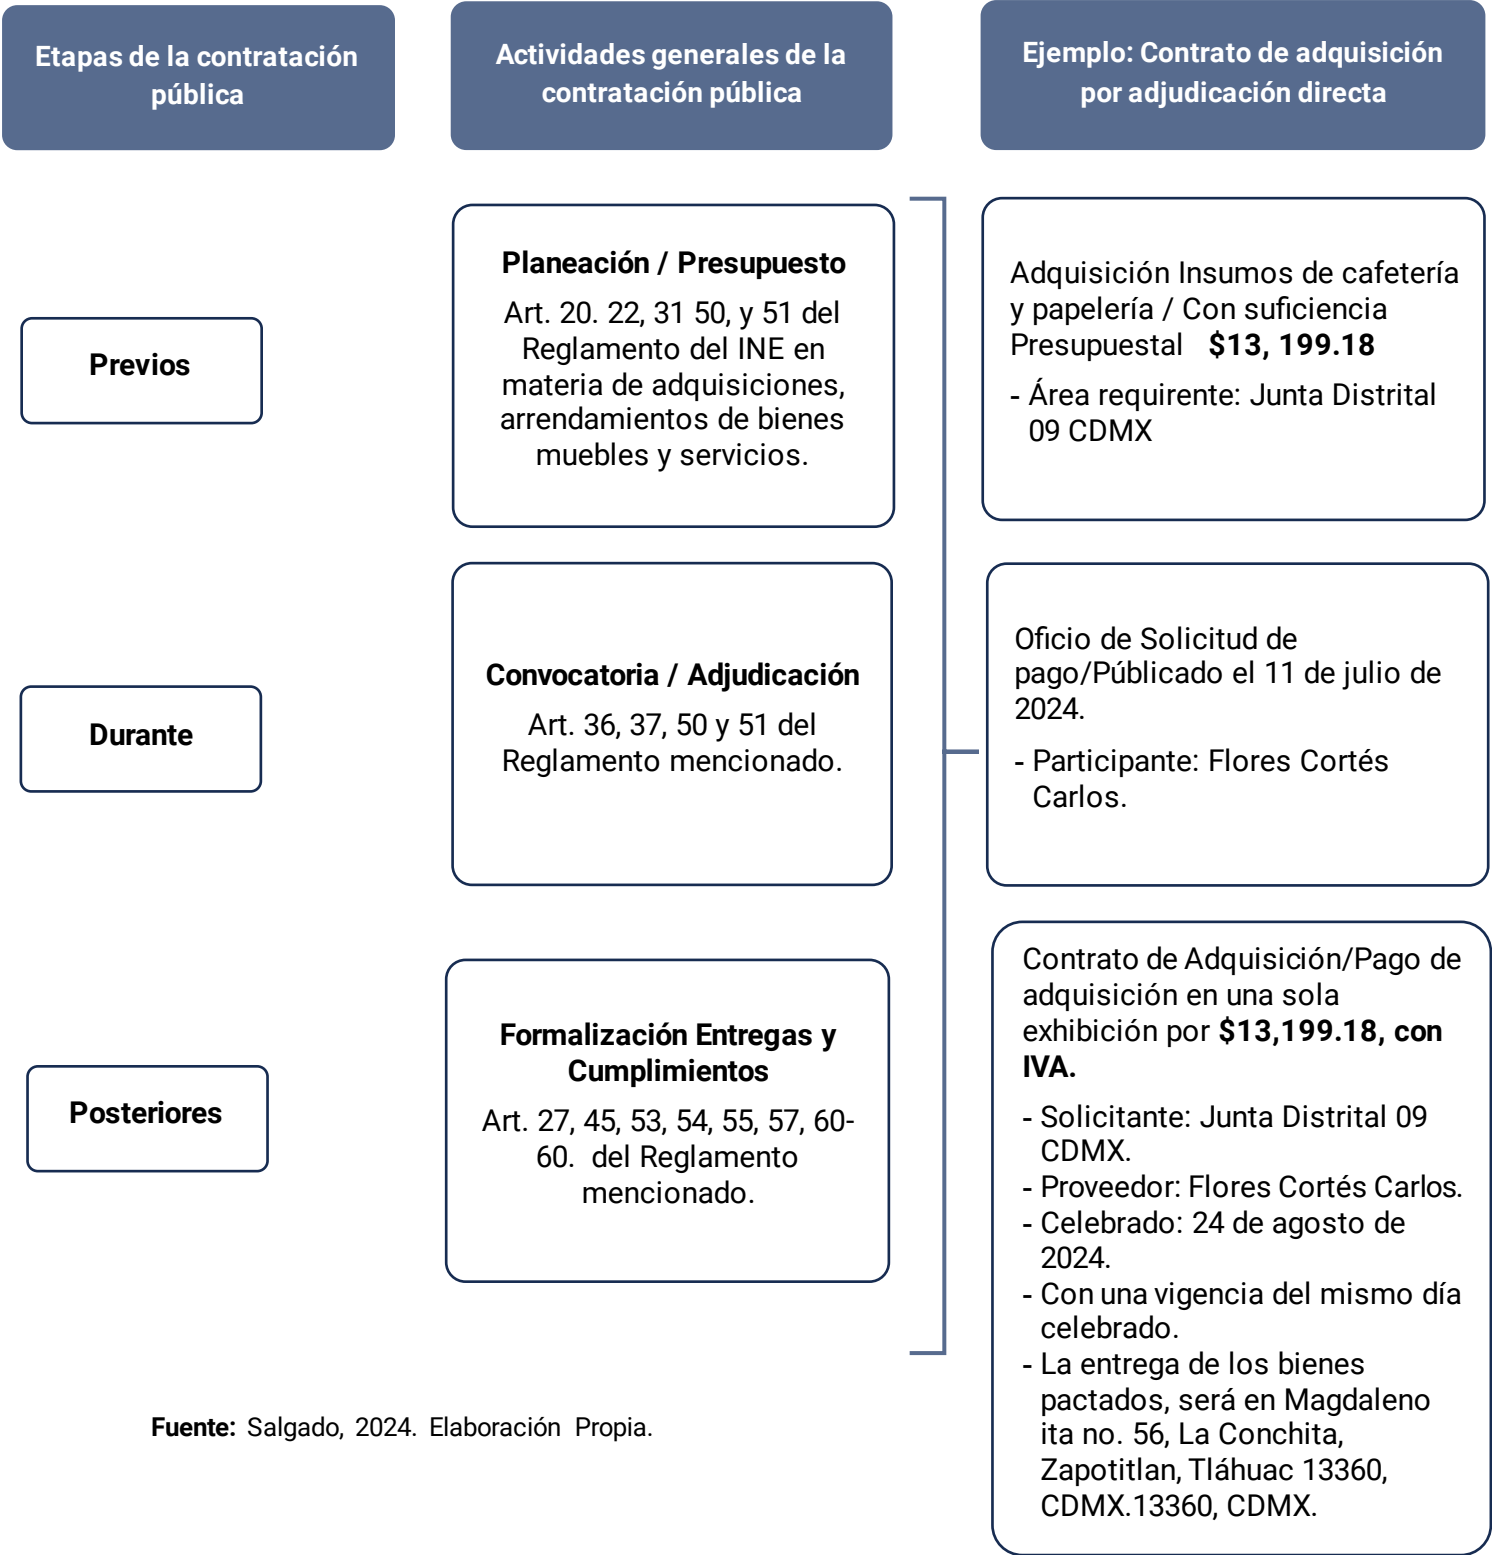 Etapas de la contratación
pública
Actividades generales de la
contratación pública
Ejemplo: Contrato de adquisición
por adjudicación directa
Previos
Planeación / Presupuesto
Art. 20. 22, 31 50, y 51 del
Reglamento del INE en
materia de adquisiciones,
arrendamientos de bienes
muebles y servicios.
Adquisición Insumos de cafetería
y papelería / Con suficiencia
Presupuestal $13, 199.18
- Área requirente: Junta Distrital
09 CDMX
Durante
Convocatoria / Adjudicación
Art. 36, 37, 50 y 51 del
Reglamento mencionado.
Oficio de Solicitud de
pago/Públicado el 11 de julio de
2024.
- Participante: Flores Cortés
Carlos.
Posteriores
Formalización Entregas y
Cumplimientos
Art. 27, 45, 53, 54, 55, 57, 60-
60. del Reglamento
mencionado.
Contrato de Adquisición/Pago de
adquisición en una sola
exhibición por $13,199.18, con
IVA.
- Solicitante: Junta Distrital 09
CDMX.
- Proveedor: Flores Cortés Carlos.
- Celebrado: 24 de agosto de
2024.
- Con una vigencia del mismo día
celebrado.
- La entrega de los bienes
pactados, será en Magdaleno
ita no. 56, La Conchita,
Zapotitlan, Tláhuac 13360,
CDMX.13360, CDMX.
Fuente: Salgado, 2024. Elaboración Propia.